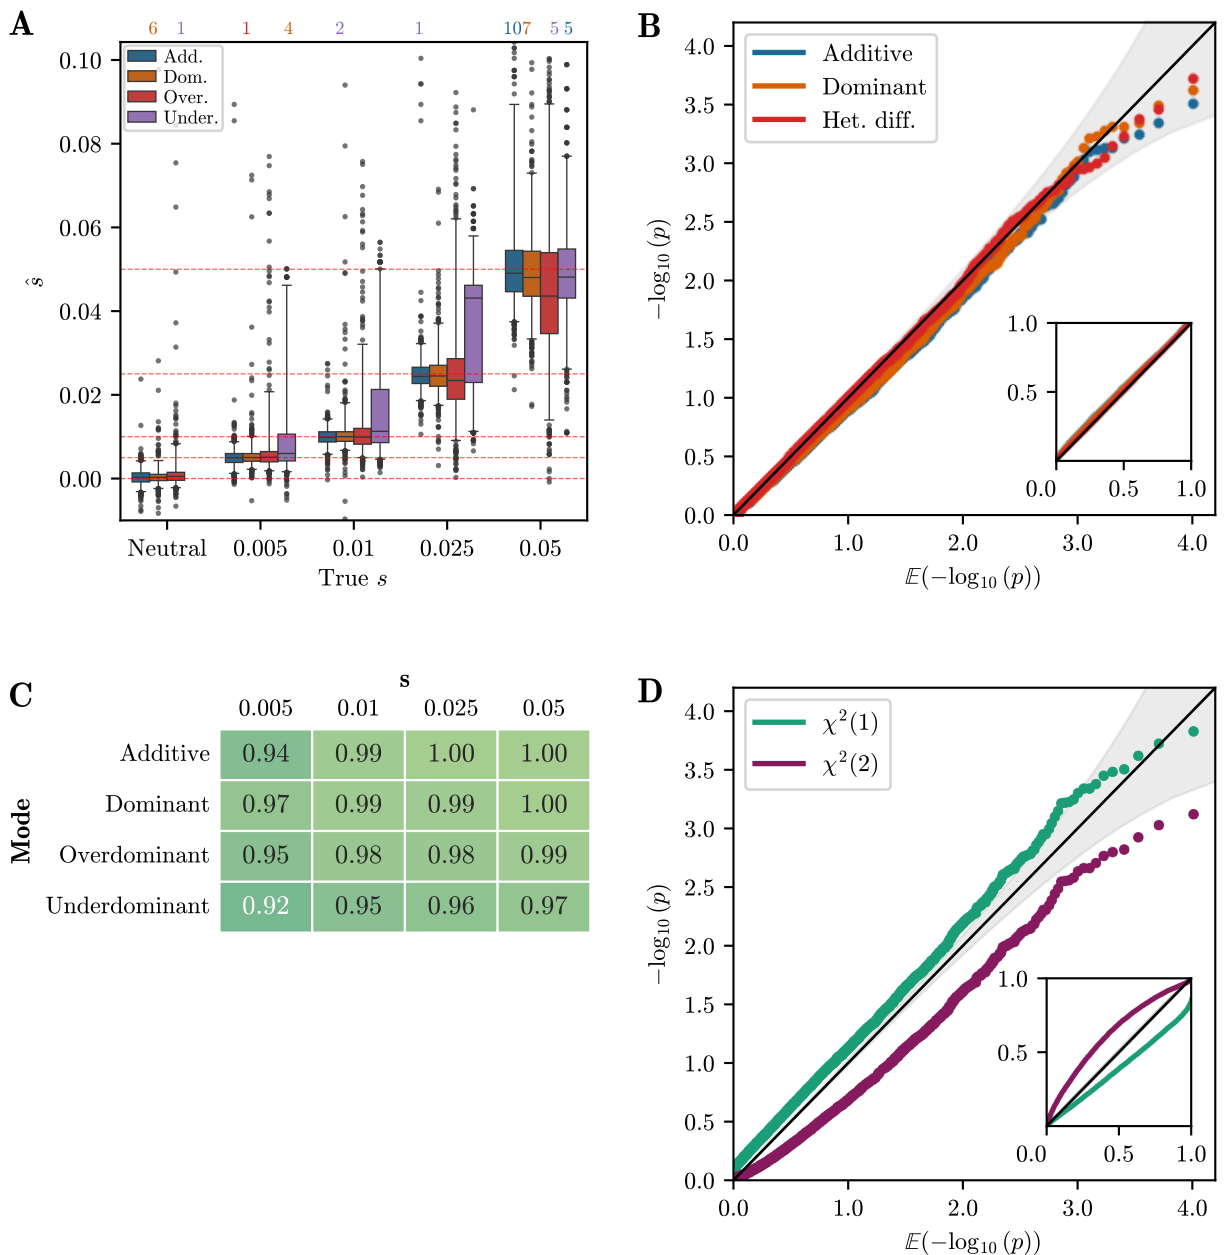 A
6 1 1 4 2 1 10 7 5 5
0.10
0.08
0.06
0.04
0.02
0.00
ŝ
Add.
Dom.
Over.
Under.
Neutral 0.005 0.01 0.025 0.05
True s
B
4.0
3.5
3.0
2.5
2.0
1.5
1.0
0.5
0.0
−log10 (p)
Additive
Dominant
Het. diff.
1.0
0.5
0.0 0.5 1.0
0.0 1.0 2.0 3.0 4.0
𝔼(−log10 (p))
C
s
0.005 0.01 0.025 0.05
Mode
Additive 0.94 0.99 1.00 1.00
Dominant 0.97 0.99 0.99 1.00
Overdominant 0.95 0.98 0.98 0.99
Underdominant 0.92 0.95 0.96 0.97
D
4.0
3.5
3.0
2.5
2.0
1.5
1.0
0.5
0.0
−log10 (p)
χ²(1)
χ²(2)
1.0
0.5
0.0 0.5 1.0
0.0 1.0 2.0 3.0 4.0
𝔼(−log10 (p))